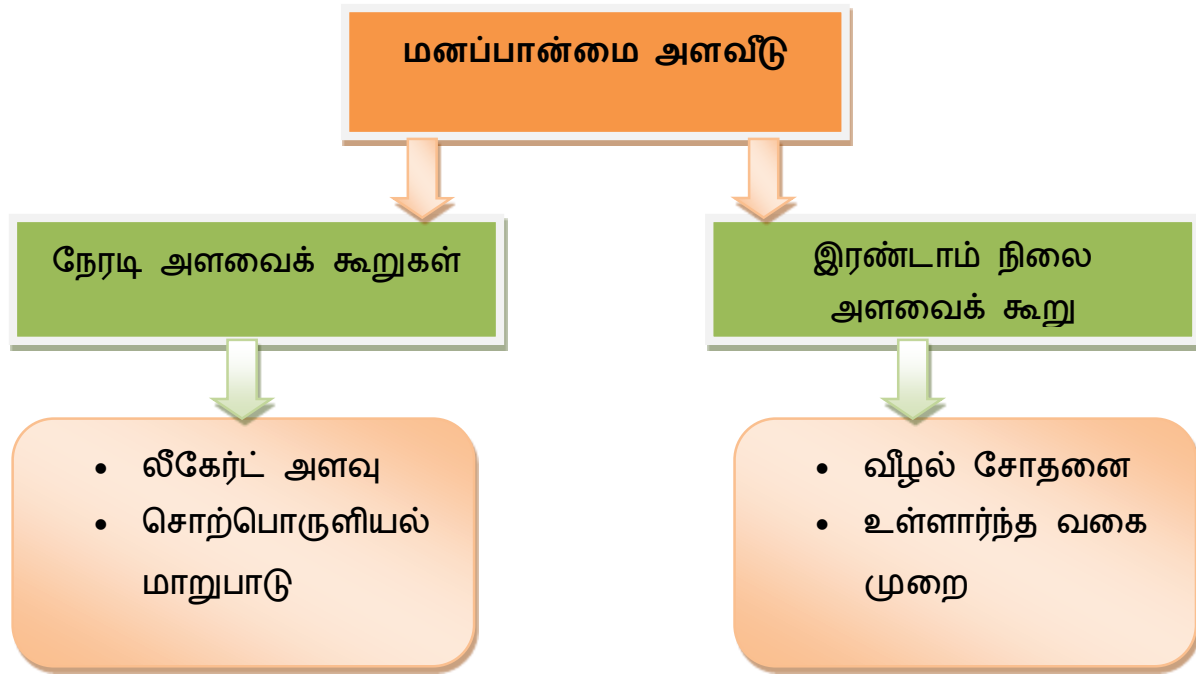 மனப்பான்மை அளவீடு
நேரடி அளவைக் கூறுகள்
இரண்டாம் நிலை
அளவைக் கூறு
• லீகேர்ட் அளவு
• சொற்பொருளியல்
மாறுபாடு
• வீழல் சோதனை
• உள்ளார்ந்த வகை
முறை